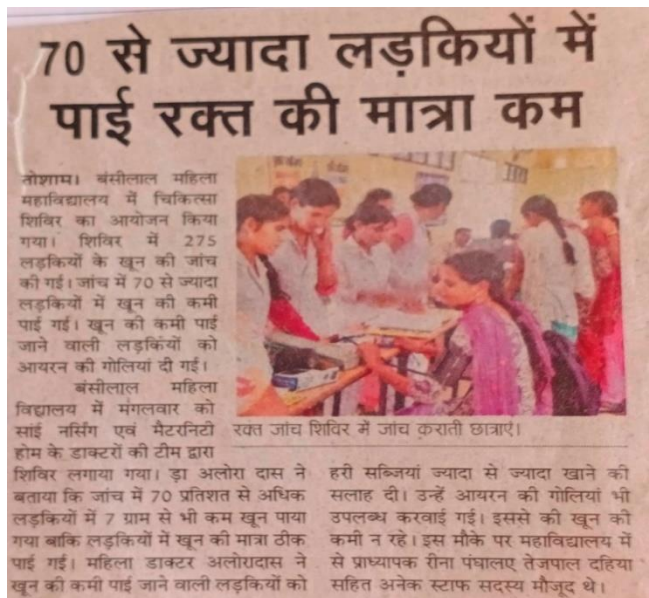 70 से ज्यादा लड़कियों में
पाई रक्त की मात्रा कम
तोशाम। बंसीलाल महिला
महाविद्यालय में चिकित्सा
शिविर का आयोजन किया
गया। शिविर में 275
लड़कियों के खून की जांच
की गई। जांच में 70 से ज्यादा
लड़कियों में खून की कमी
पाई गई। खून की कमी पाई
जाने वाली लड़कियों को
आयरन की गोलियां दी गई।
बंसीलाल महिला
विद्यालय में मंगलवार को
सांई नर्सिंग एवं मैटरनिटी
होम के डाक्टरों की टीम द्वारा
शिविर लगाया गया। ड़ा अलोरा दास ने
बताया कि जांच में 70 प्रतिशत से अधिक
लड़कियों में 7 ग्राम से भी कम खून पाया
गया बाकि लड़कियों में खून की मात्रा ठीक
पाई गई। महिला डाक्टर अलोरादास ने
खून की कमी पाई जाने वाली लड़कियों को
रक्त जांच शिविर में जांच कराती छात्राएं।
हरी सब्जियां ज्यादा से ज्यादा खाने की
सलाह दी। उन्हें आयरन की गोलियां भी
उपलब्ध करवाई गई। इससे की खून की
कमी न रहे। इस मौके पर महाविद्यालय में
से प्राध्यापक रीना पंघालए तेजपाल दहिया
सहित अनेक स्टाफ सदस्य मौजूद थे।